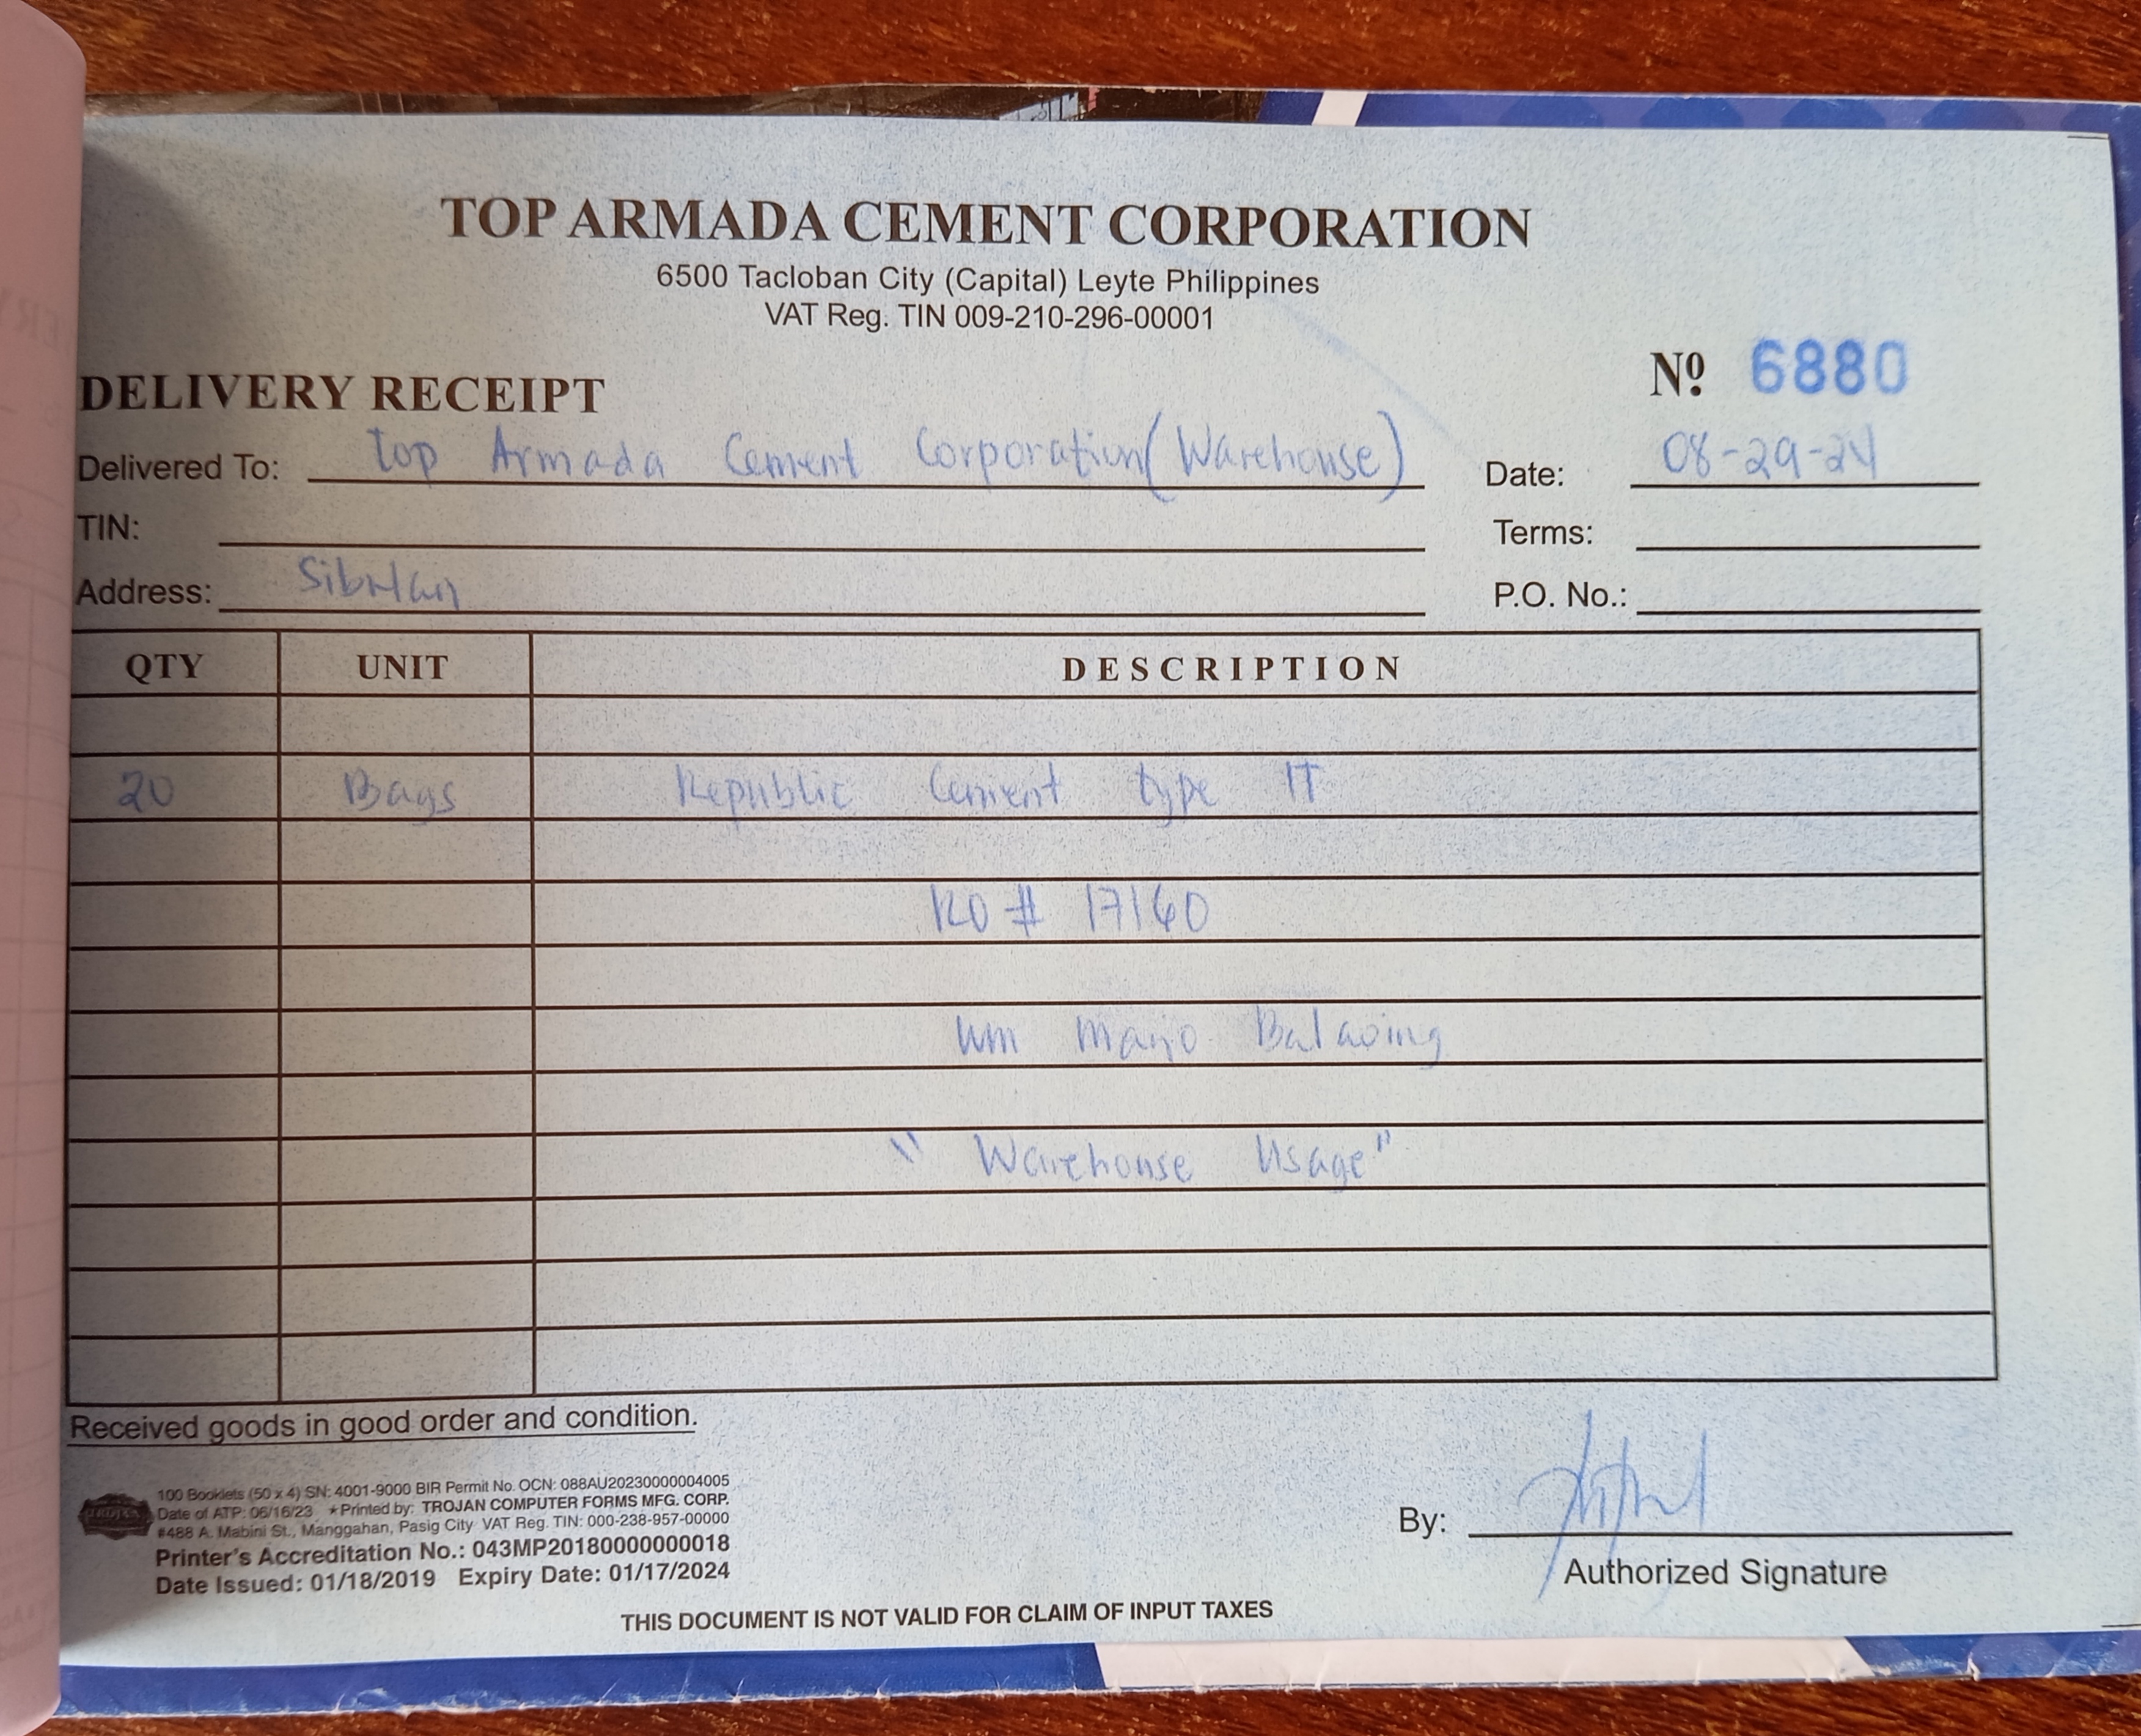 TOP ARMADA CEMENT CORPORATION
6500 Tacloban City (Capital) Leyte Philippines
VAT Reg. TIN 009-210-296-00001
Nº 6880
DELIVERY RECEIPT
Delivered To: Top Armada Cement Corporation (Warehouse) Date: 08-29-24
TIN: Terms:
Address: P.O. No.:
QTY UNIT DESCRIPTION
20 Bags Republic Cement type IT
RO # 17160
"Warehouse Usage"
Received goods in good order and condition.
100 Booklets (50 x 4) SN: 4001-9000 BIR Permit No. OCN: 088AU20230000004005
Date of ATP: 06/16/23 ★Printed by: TROJAN COMPUTER FORMS MFG. CORP.
#488 A. Mabini St., Manggahan, Pasig City VAT Reg. TIN: 000-238-957-00000
Printer's Accreditation No.: 043MP20180000000018
Date Issued: 01/18/2019 Expiry Date: 01/17/2024
By:
Authorized Signature
THIS DOCUMENT IS NOT VALID FOR CLAIM OF INPUT TAXES